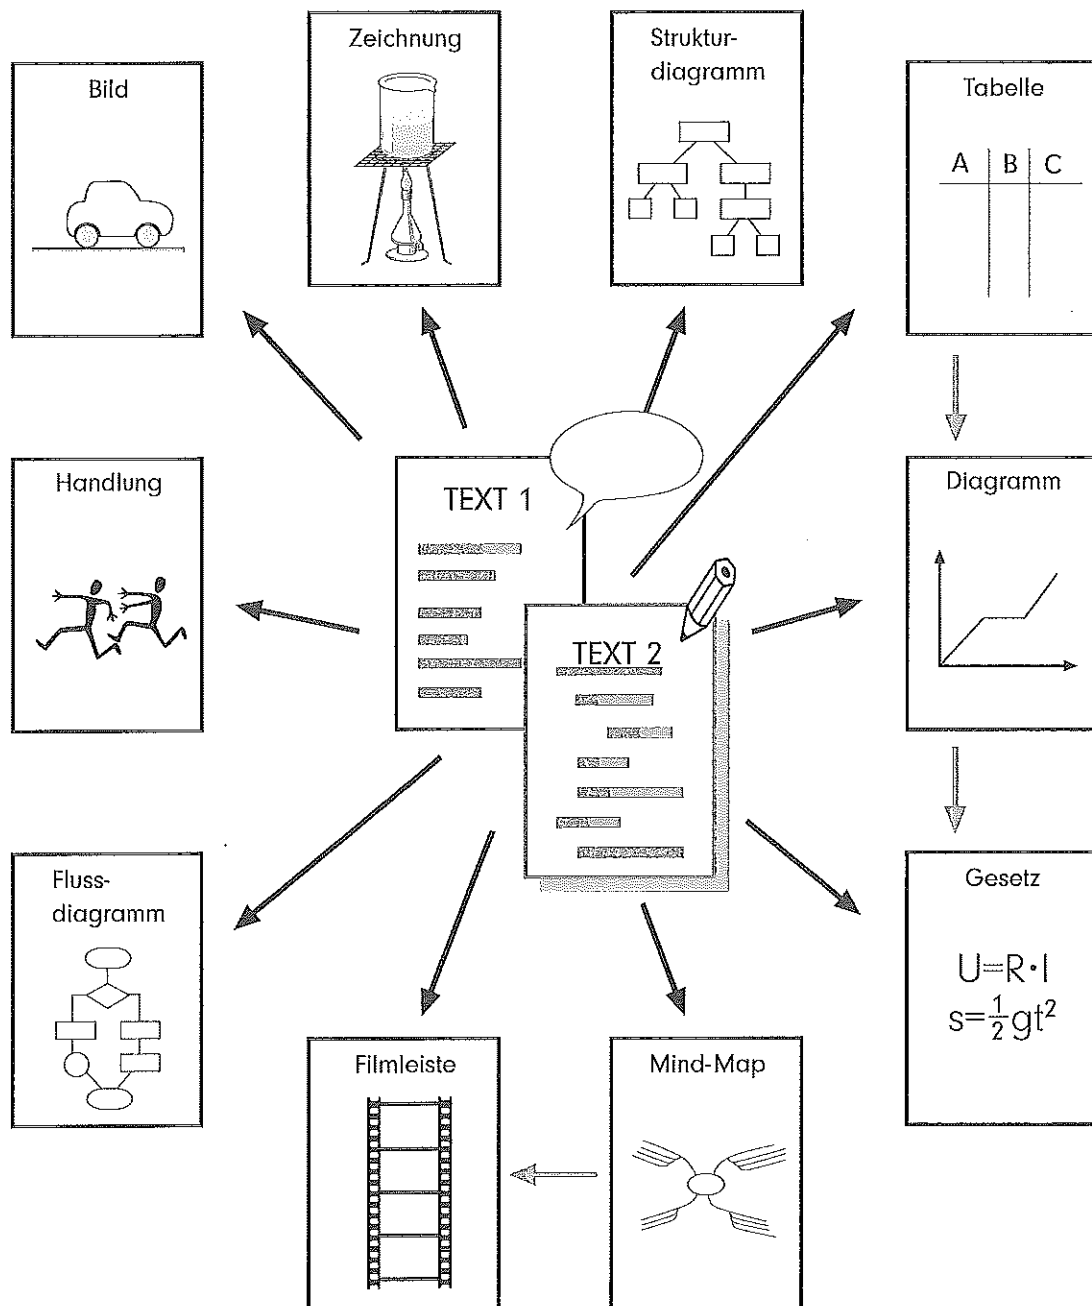 Zeichnung
Struktur-
diagramm
Bild
Tabelle
A B C
TEXT 1
Handlung
Diagramm
TEXT 2
Fluss-
diagramm
Gesetz
U=R·I
s=½gt²
Filmleiste
Mind-Map